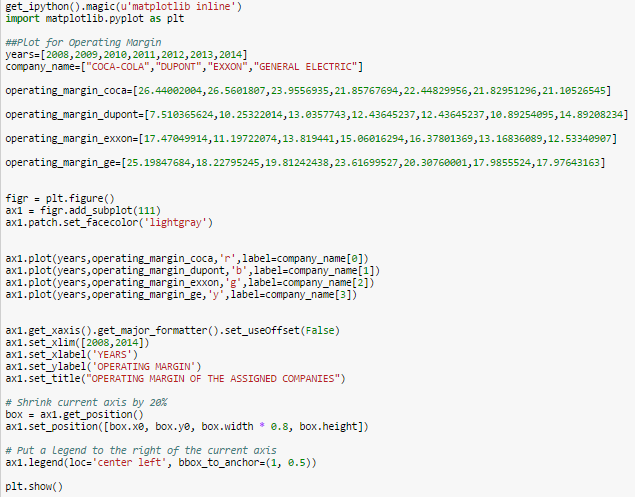 get_ipython().magic(u'matplotlib inline')
import matplotlib.pyplot as plt
##Plot for Operating Margin
years=[2008,2009,2010,2011,2012,2013,2014]
company_name=["COCA-COLA","DUPONT","EXXON","GENERAL ELECTRIC"]
operating_margin_coca=[26.44002004,26.5601807,23.9556935,21.85767694,22.44829956,21.82951296,21.10526545]
operating_margin_dupont=[7.510365624,10.25322014,13.0357743,12.43645237,12.43645237,10.89254095,14.89208234]
operating_margin_exxon=[17.47049914,11.19722074,13.819441,15.06016294,16.37801369,13.16836089,12.53340907]
operating_margin_ge=[25.19847684,18.22795245,19.81242438,23.61699527,20.30760001,17.9855524,17.97643163]
figr = plt.figure()
ax1 = figr.add_subplot(111)
ax1.patch.set_facecolor('lightgray')
ax1.plot(years,operating_margin_coca,'r',label=company_name[0])
ax1.plot(years,operating_margin_dupont,'b',label=company_name[1])
ax1.plot(years,operating_margin_exxon,'g',label=company_name[2])
ax1.plot(years,operating_margin_ge,'y',label=company_name[3])
ax1.get_xaxis().get_major_formatter().set_useOffset(False)
ax1.set_xlim([2008,2014])
ax1.set_xlabel('YEARS')
ax1.set_ylabel('OPERATING MARGIN')
ax1.set_title("OPERATING MARGIN OF THE ASSIGNED COMPANIES")
# Shrink current axis by 20%
box = ax1.get_position()
ax1.set_position([box.x0, box.y0, box.width * 0.8, box.height])
# Put a legend to the right of the current axis
ax1.legend(loc='center left', bbox_to_anchor=(1, 0.5))
plt.show()